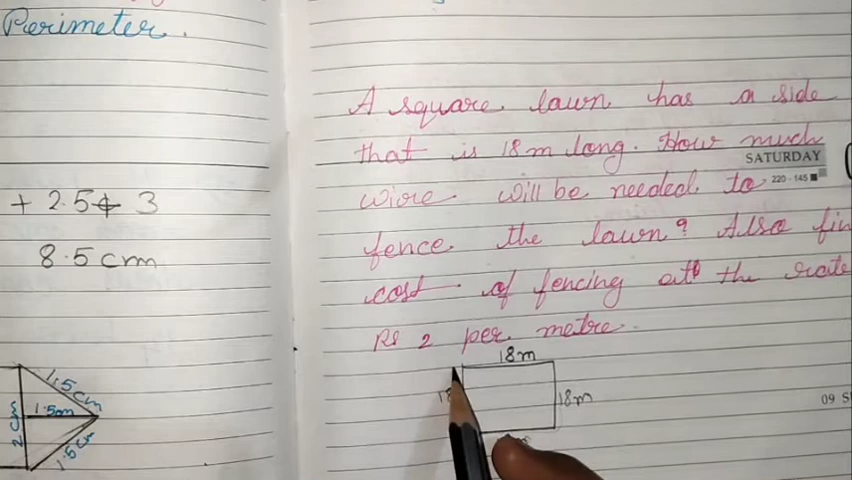 Perimeter.
+ 2.5 + 3
8.5 cm
1.5cm
1.5cm
2 cm
1.5cm
A square lawn has a side
that is 18m long. How much
SATURDAY
220 - 145
wire will be needed to
fence the lawn? Also fin
cost of fencing at the rate
Rs 2 per metre.
18m
18m
09 S